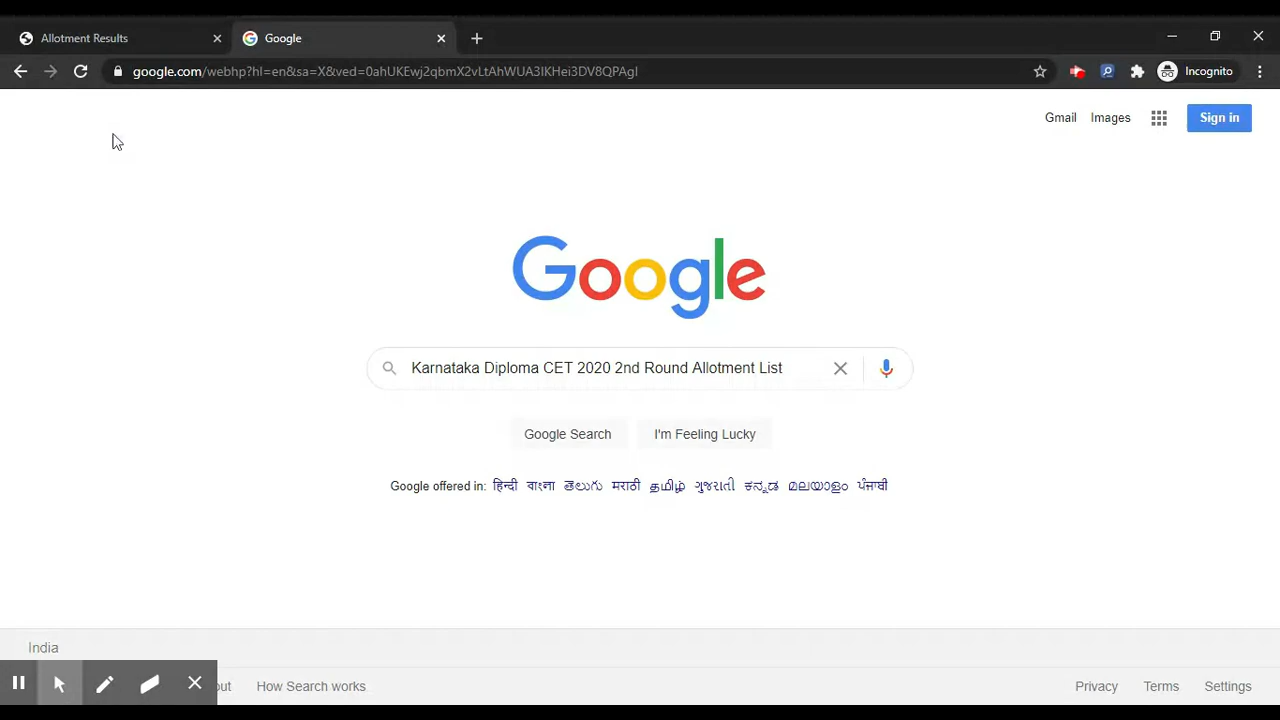 Allotment Results
Google
google.com/webhp?hl=en&sa=X&ved=0ahUKEwj2qbmX2vLtAhWUA3IKHei3DV8QPAgI
Incognito
Gmail Images Sign in
Google
Karnataka Diploma CET 2020 2nd Round Allotment List
Google Search I'm Feeling Lucky
Google offered in: हिन्दी বাংলা తెలుగు मराठी தமிழ் ગુજરાતી ಕನ್ನಡ മലയാളം ਪੰਜਾਬੀ
India
out How Search works Privacy Terms Settings